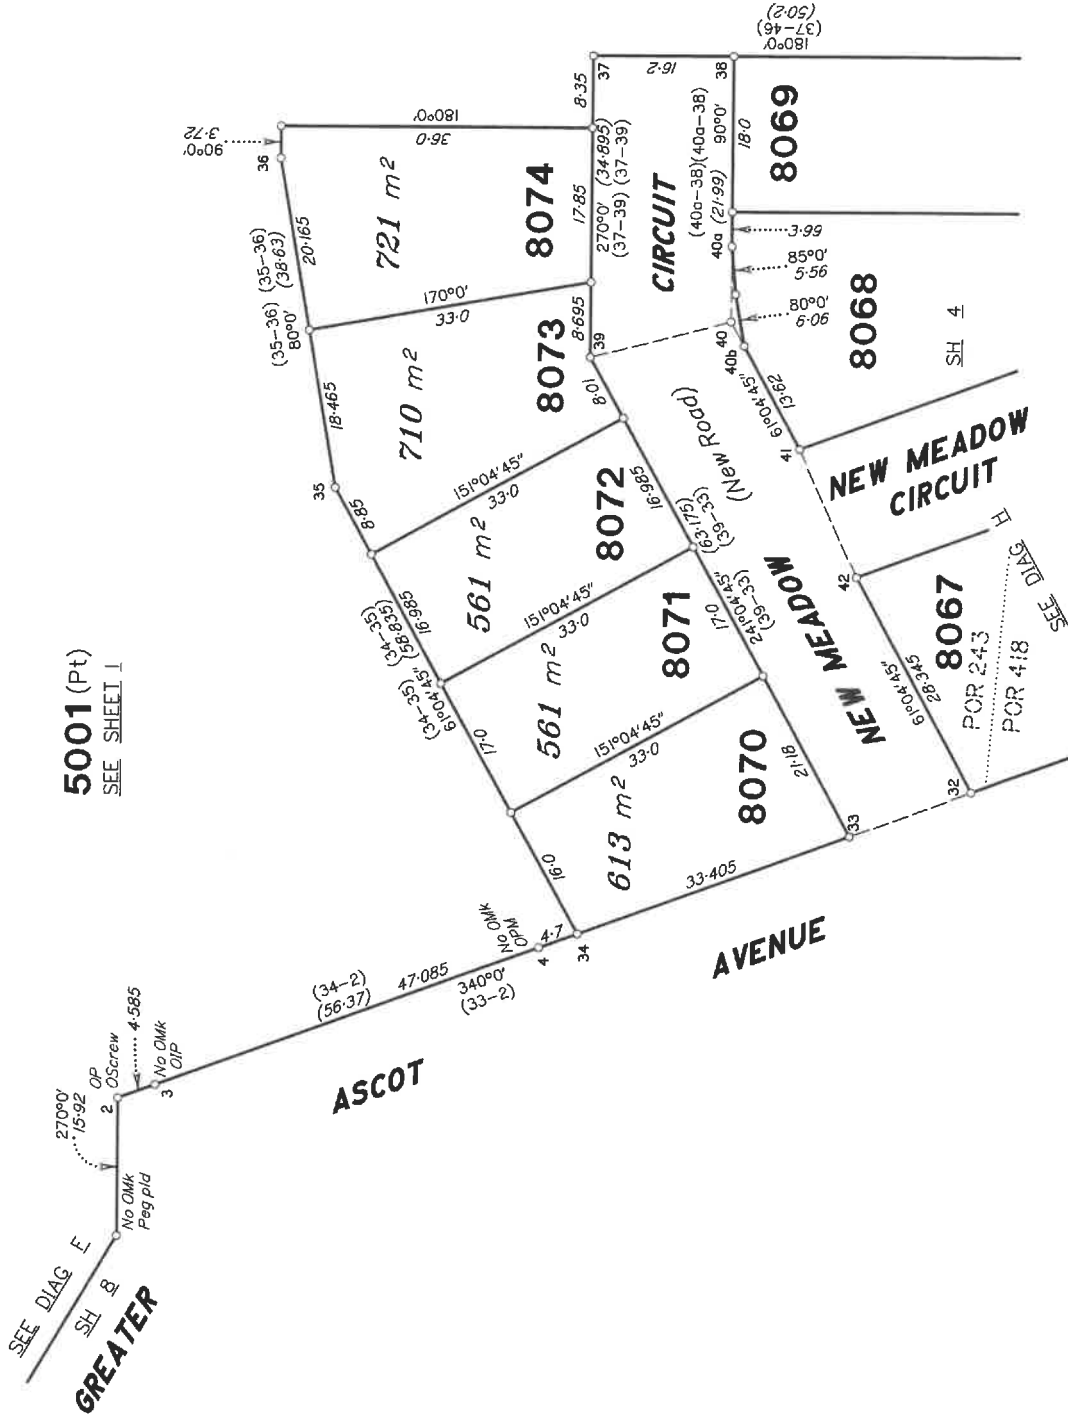 5001 (Pt)
SEE SHEET 1
90°0'
3·72
36
(35-36) (35-36)
80°0' (38·63)
20·165
18·465
35
8·85
721 m²
36·0
180°0'
8074
710 m²
33·0
170°0'
8073
8·35
37
17·85
270°0' (34·895)
(37-39) (37-39)
8·695
39
8·01
16·2
CIRCUIT
38
180°0'
(37-46)
(50·2)
(40a-38)(40a-38)
90°0'
(21·99)
18·0
8069
40a
3·99
85°0'
5·56
80°0'
6·06
40
40b
8068
SH 4
61°04'45"
13·62
41
NEW MEADOW
CIRCUIT
561 m²
151°04'45"
33·0
8072
16·985
(63·175)
(39-33)
(New Road)
(34-35) (34-35)
61°04'45" (58·835)
16·985
17·0
561 m²
151°04'45"
33·0
8071
17·0
241°04'45"
(39-33)
NEW MEADOW
613 m²
151°04'45"
33·0
8070
21·18
16·0
33·405
33
34
4·7
4
No OMk
OPM
42
61°04'45"
28·345
8067
POR 243
POR 418
SEE DIAG H
32
AVENUE
(34-2)
(56·37)
47·085
340°0'
(33-2)
ASCOT
4·585
OP
OScrew
2
No OMk
OIP
3
270°0'
15·92
No OMk
Peg pld
SEE DIAG F
SH 8
GREATER